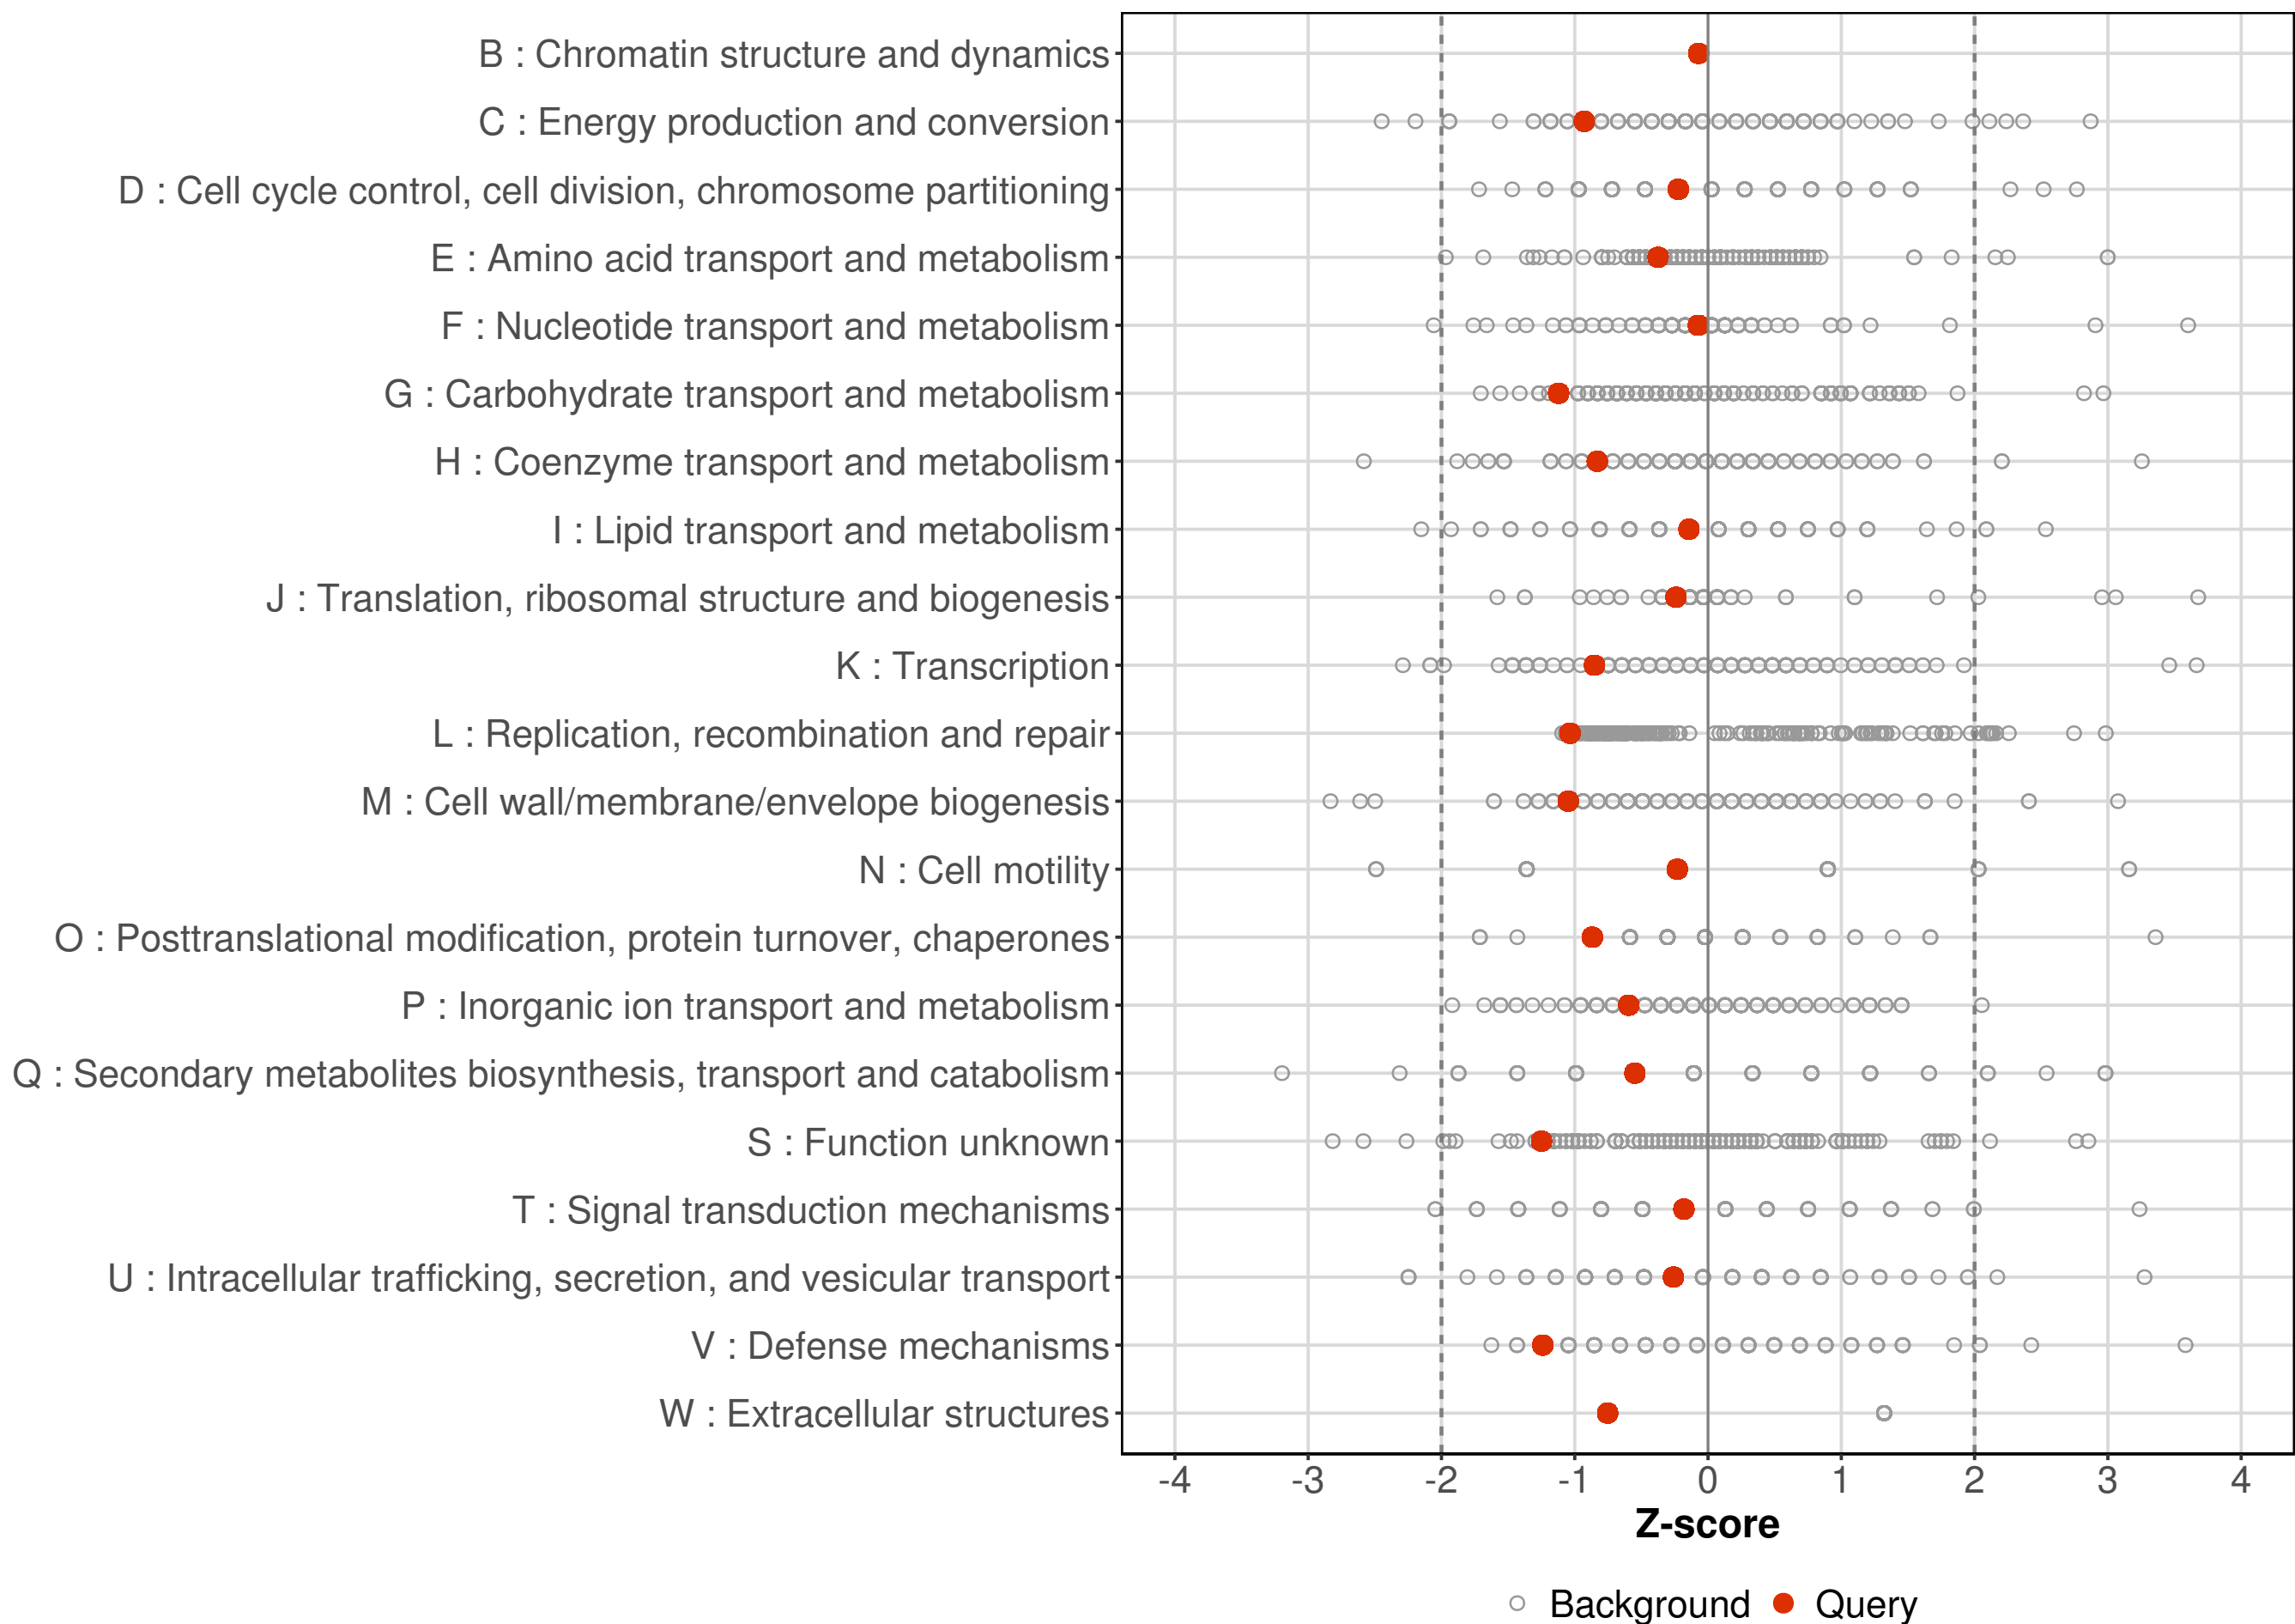 B : Chromatin structure and dynamics
C : Energy production and conversion
D : Cell cycle control, cell division, chromosome partitioning
E : Amino acid transport and metabolism
F : Nucleotide transport and metabolism
G : Carbohydrate transport and metabolism
H : Coenzyme transport and metabolism
I : Lipid transport and metabolism
J : Translation, ribosomal structure and biogenesis
K : Transcription
L : Replication, recombination and repair
M : Cell wall/membrane/envelope biogenesis
N : Cell motility
O : Posttranslational modification, protein turnover, chaperones
P : Inorganic ion transport and metabolism
Q : Secondary metabolites biosynthesis, transport and catabolism
S : Function unknown
T : Signal transduction mechanisms
U : Intracellular trafficking, secretion, and vesicular transport
V : Defense mechanisms
W : Extracellular structures
-4 -3 -2 -1 0 1 2 3 4
Z-score
Background Query